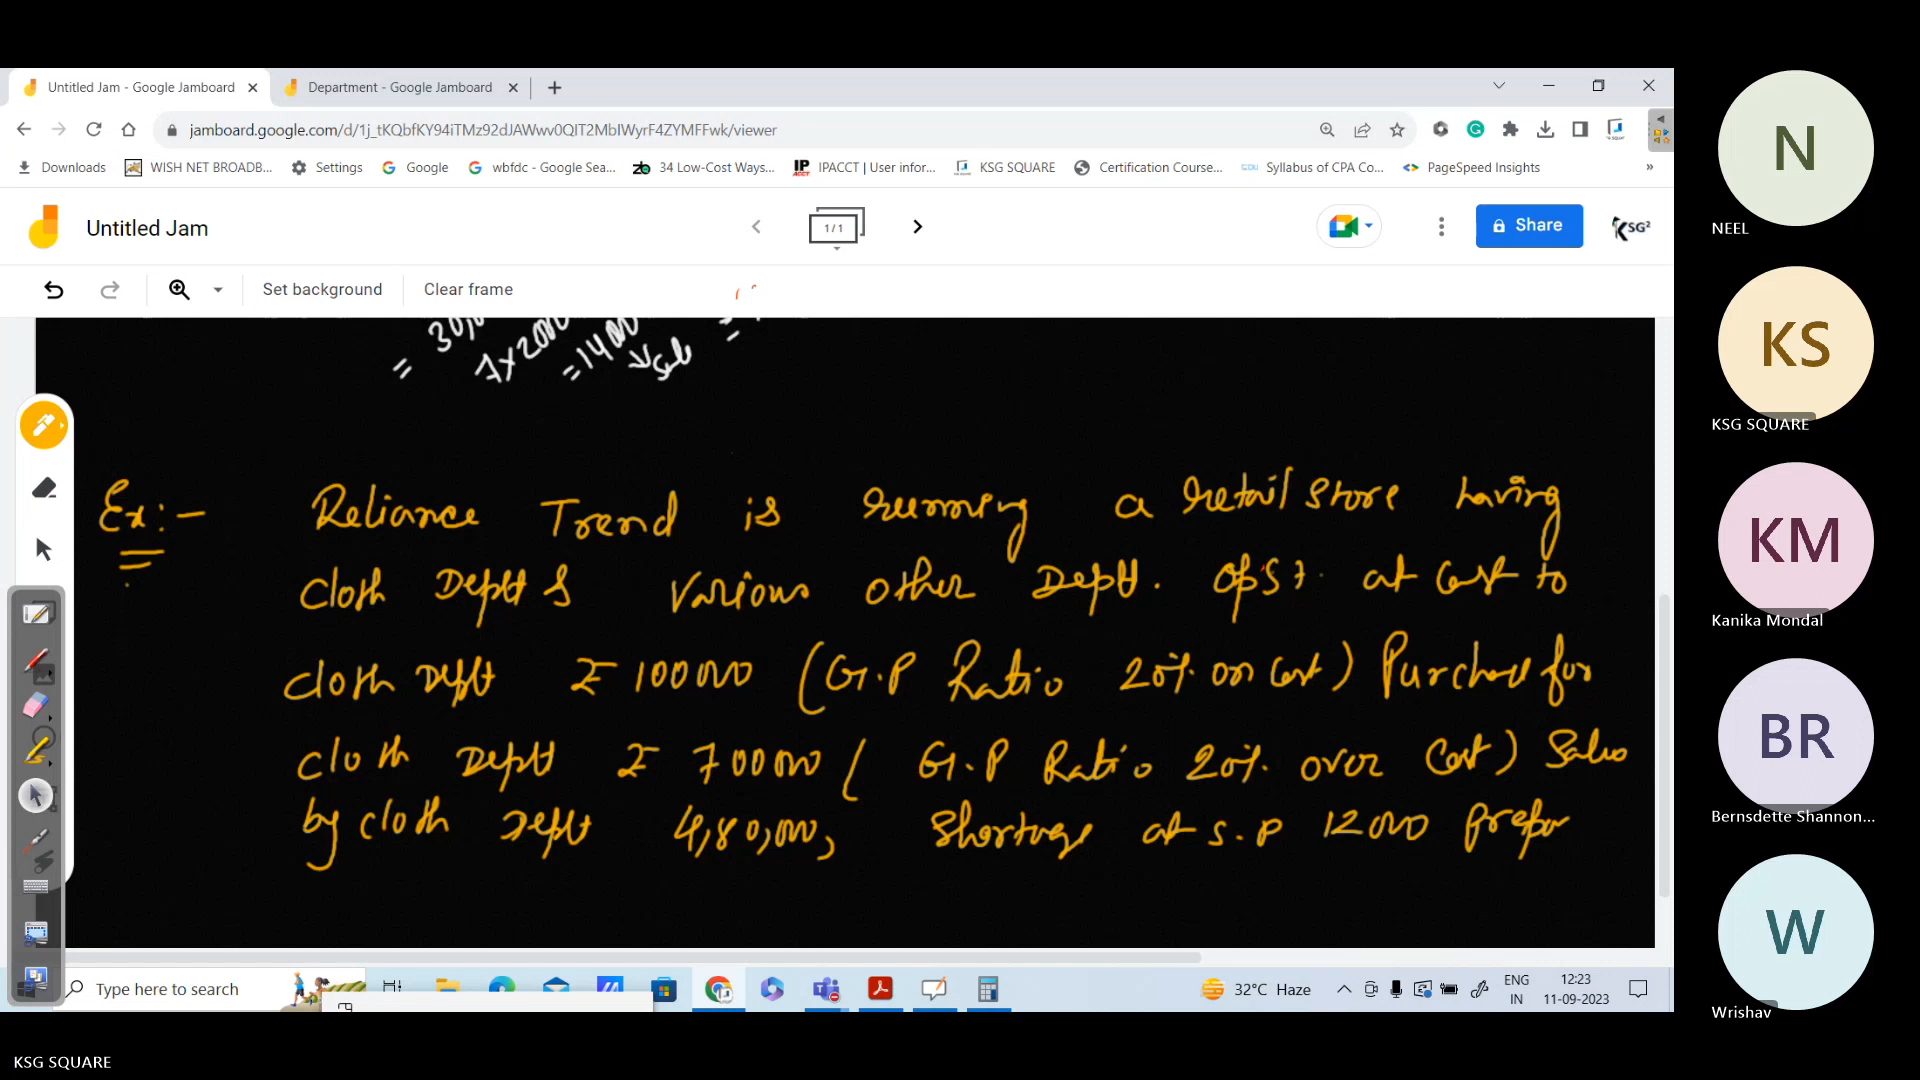 Untitled Jam - Google Jamboard
Department - Google Jamboard
jamboard.google.com/d/1j_tKQbfKY94iTMz92dJAWwv0QIT2MbIWyrF4ZYMFFwk/viewer
Downloads WISH NET BROADB... Settings Google wbfdc - Google Sea... 34 Low-Cost Ways... IPACCT | User infor... KSG SQUARE Certification Course... Syllabus of CPA Co... PageSpeed Insights »
Untitled Jam 1/1 Share KSG²
Set background Clear frame
7x2000
=
Ex:- Reliance Trend is running a retail store having
cloth Deptt & various other Deptt. OpSt at cost to
cloth Deptt ₹ 100000 (G.P Ratio 20% on Cost) Purchase for
cloth Deptt ₹ 700000 (G.P Ratio 20% over Cost) Sales
by cloth Deptt 4,80,000, Shortage at S.P 12000 prepar
Type here to search
32°C Haze
ENG
IN
12:23
11-09-2023
N
NEEL
KS
KSG SQUARE
KM
Kanika Mondal
BR
Bernsdette Shannon...
W
Wrishav
KSG SQUARE